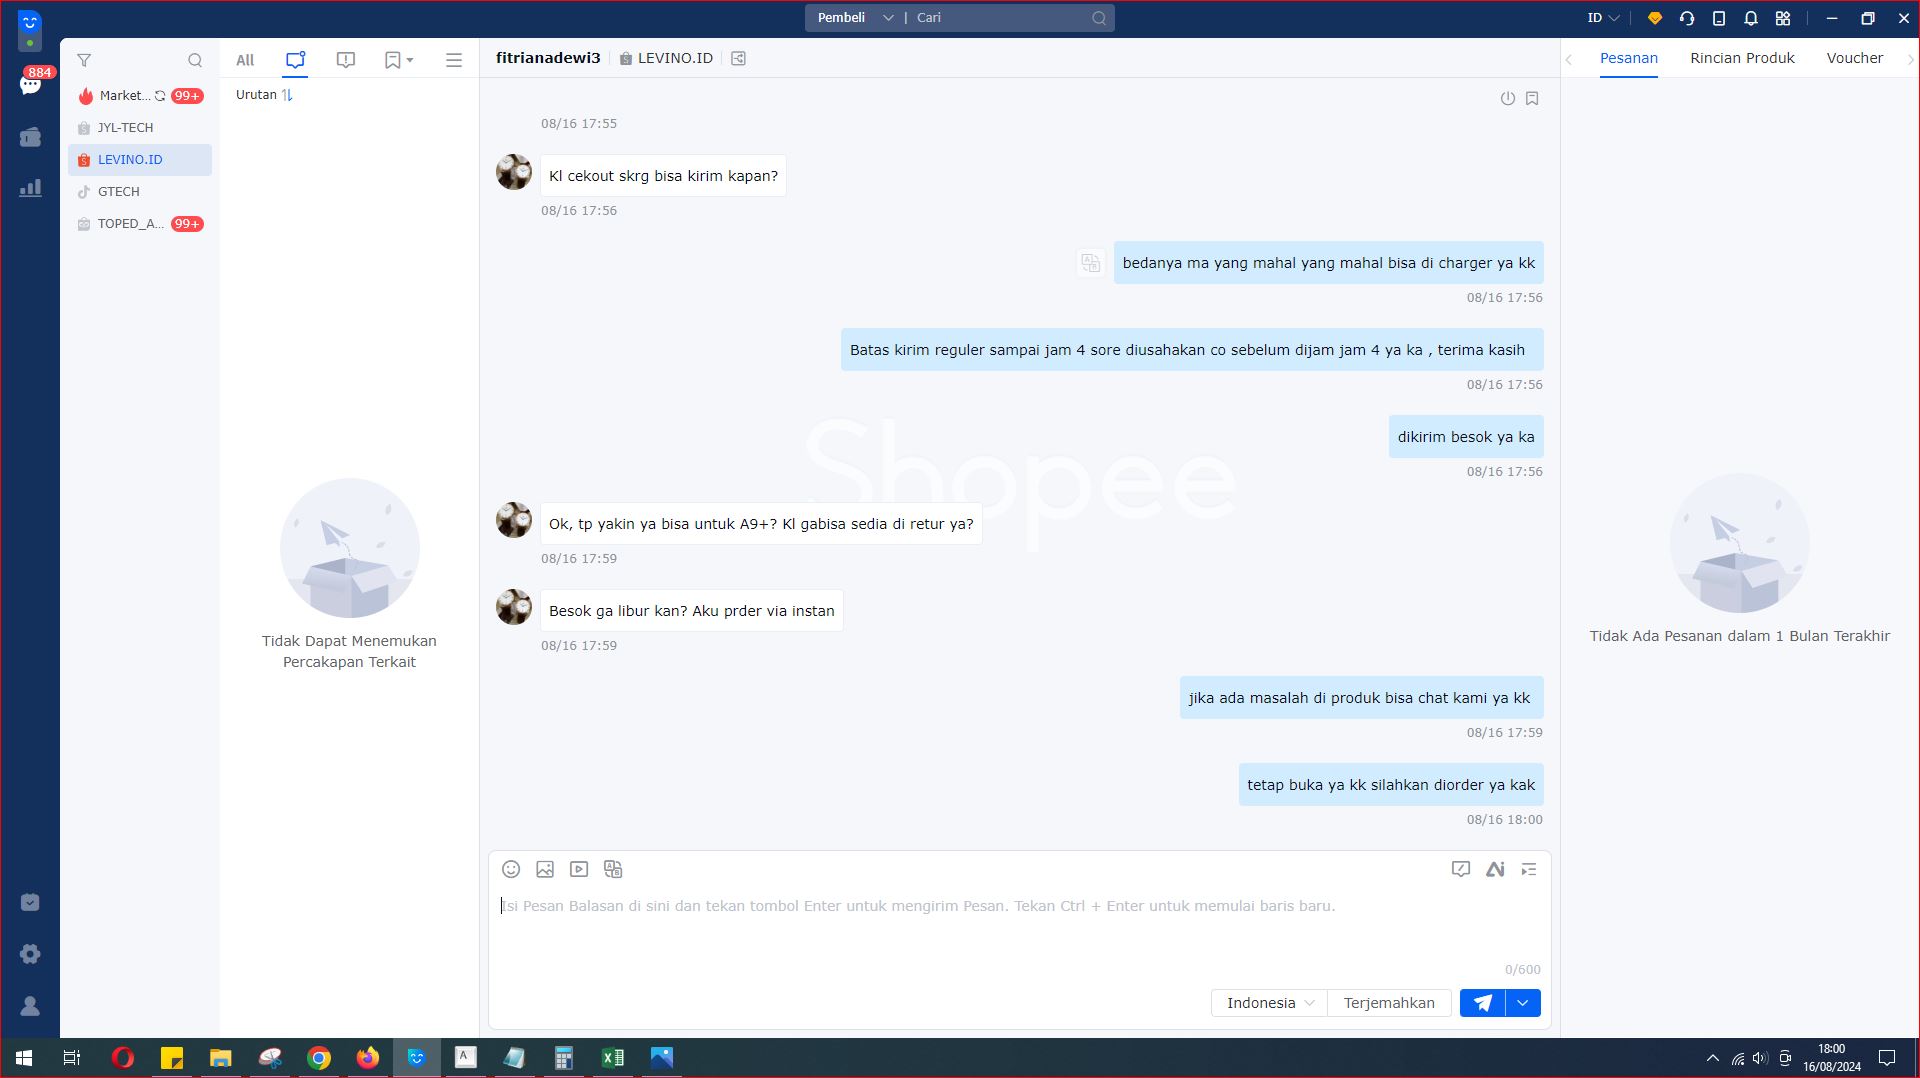 Pembeli | Cari
ID
884
Market... 99+
JYL-TECH
LEVINO.ID
GTECH
TOPED_A... 99+
All
Urutan
Tidak Dapat Menemukan
Percakapan Terkait
fitrianadewi3 LEVINO.ID
08/16 17:55
Kl cekout skrg bisa kirim kapan?
08/16 17:56
bedanya ma yang mahal yang mahal bisa di charger ya kk
08/16 17:56
Batas kirim reguler sampai jam 4 sore diusahakan co sebelum dijam jam 4 ya ka , terima kasih
08/16 17:56
dikirim besok ya ka
08/16 17:56
Shopee
Ok, tp yakin ya bisa untuk A9+? Kl gabisa sedia di retur ya?
08/16 17:59
Besok ga libur kan? Aku prder via instan
08/16 17:59
jika ada masalah di produk bisa chat kami ya kk
08/16 17:59
tetap buka ya kk silahkan diorder ya kak
08/16 18:00
Isi Pesan Balasan di sini dan tekan tombol Enter untuk mengirim Pesan. Tekan Ctrl + Enter untuk memulai baris baru.
0/600
Indonesia Terjemahkan
Pesanan Rincian Produk Voucher
Tidak Ada Pesanan dalam 1 Bulan Terakhir
18:00
16/08/2024